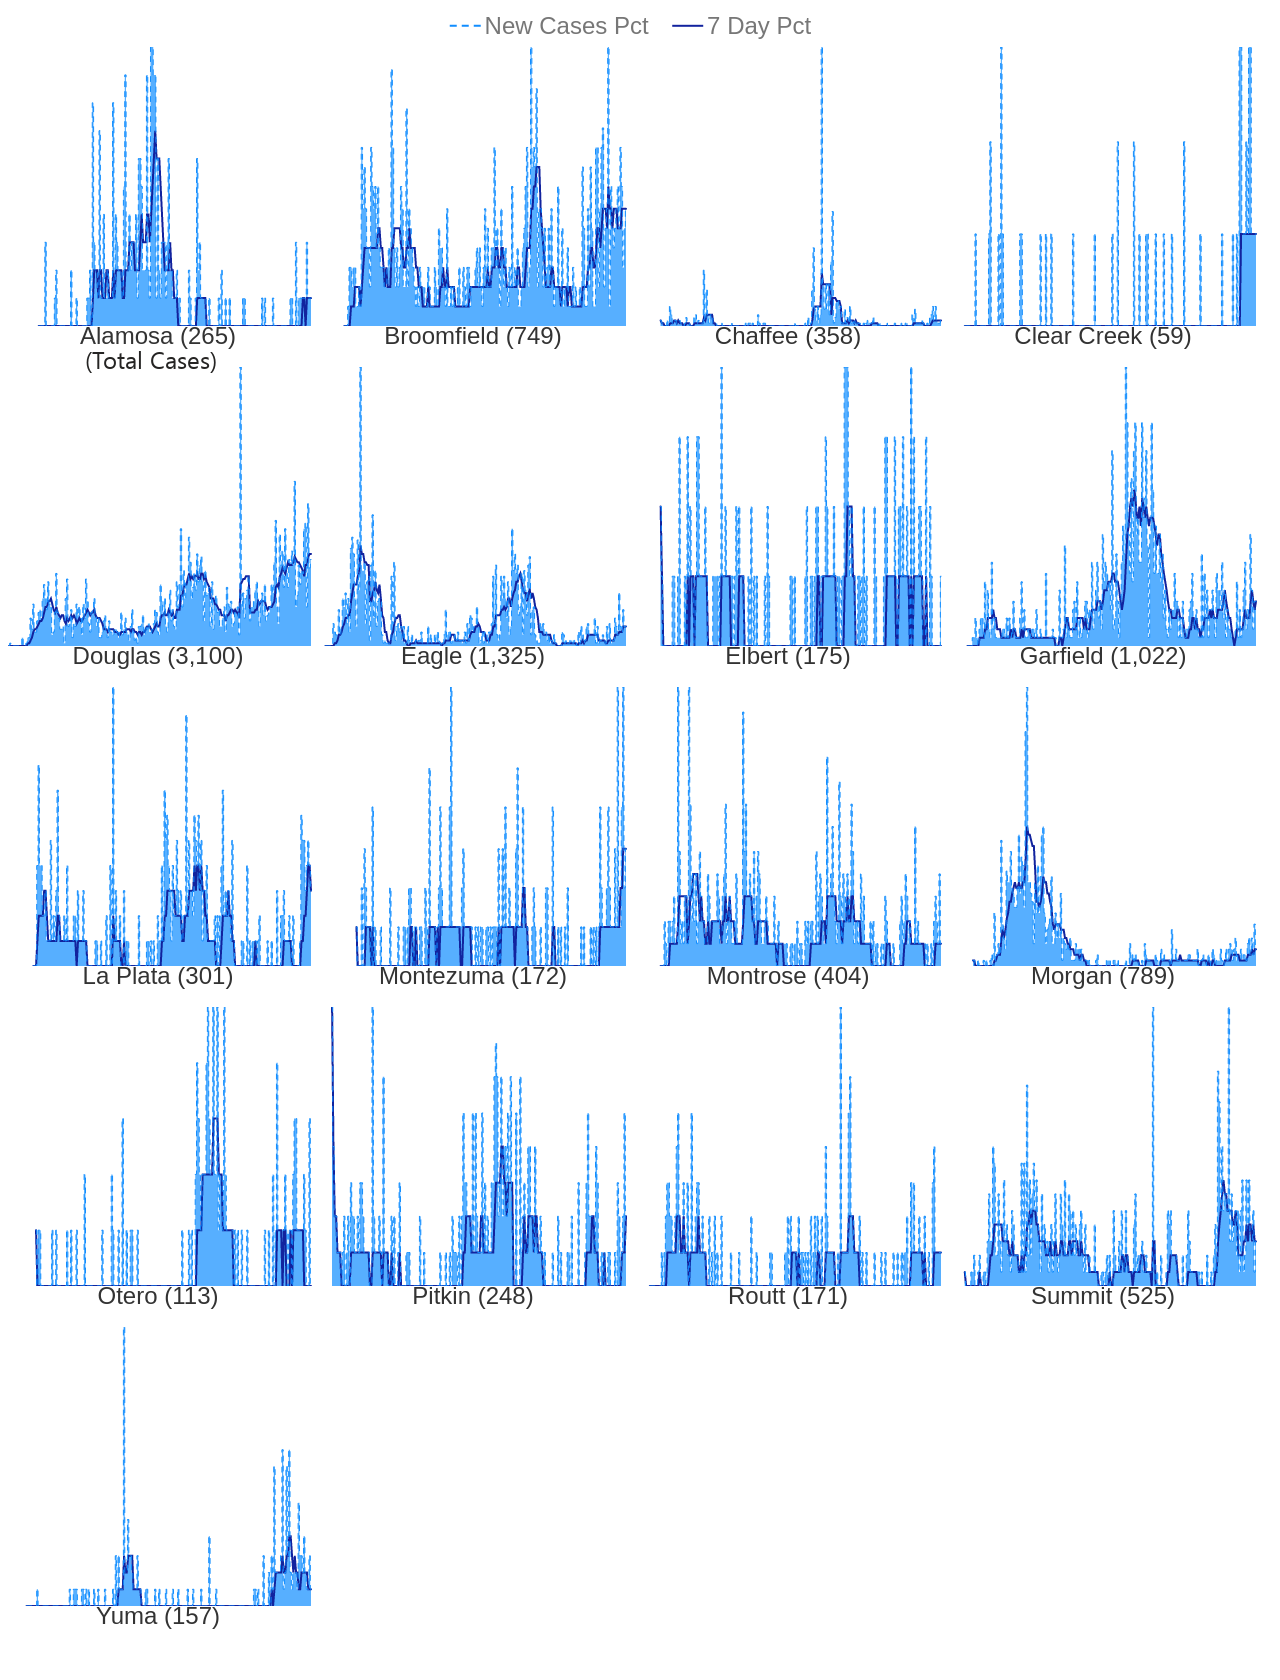 New Cases Pct 7 Day Pct
Alamosa (265) Broomfield (749) Chaffee (358) Clear Creek (59)
(Total Cases)
Douglas (3,100) Eagle (1,325) Elbert (175) Garfield (1,022)
La Plata (301) Montezuma (172) Montrose (404) Morgan (789)
Otero (113) Pitkin (248) Routt (171) Summit (525)
Yuma (157)